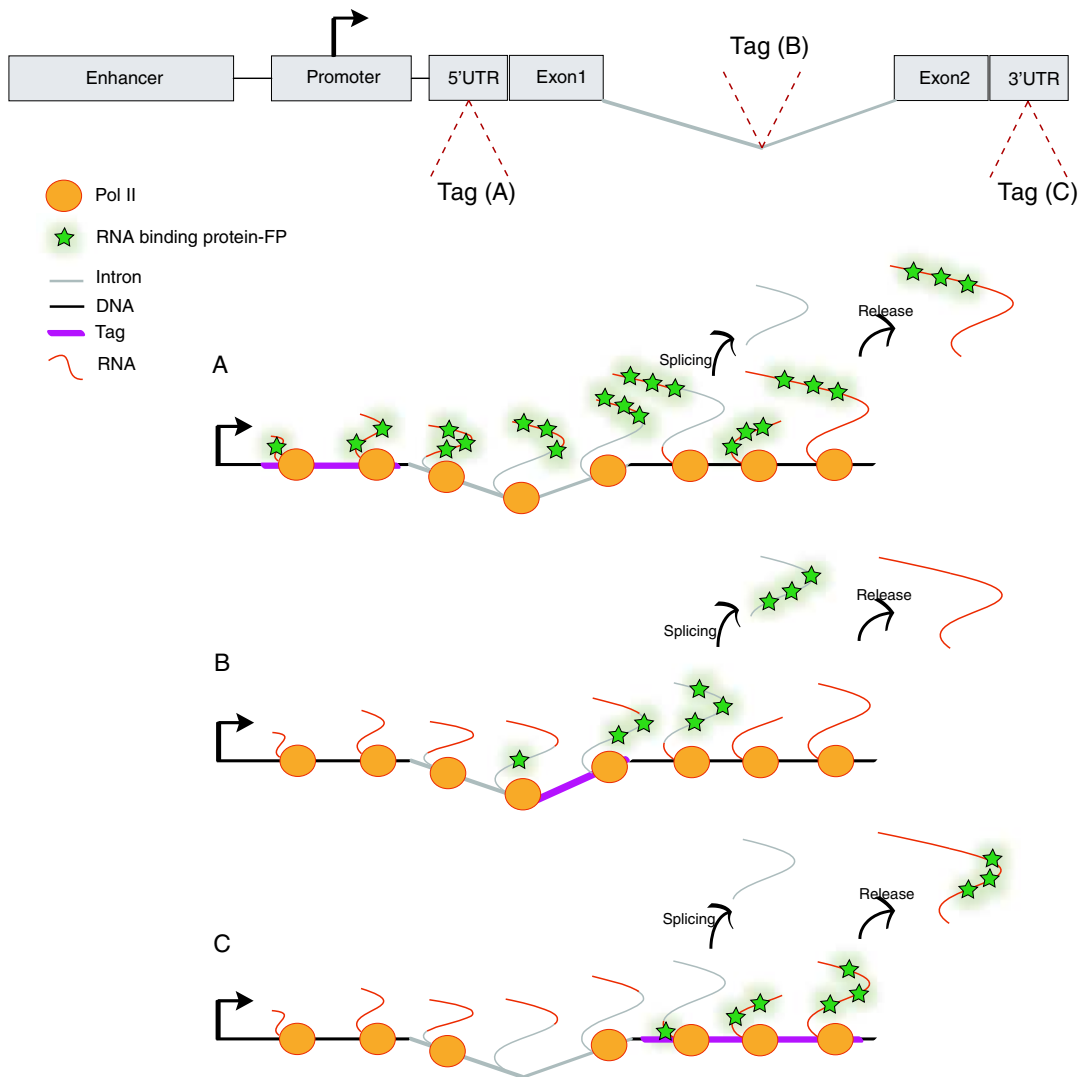 Tag (B)
Enhancer
Promoter
5'UTR
Exon1
Exon2
3'UTR
Tag (A)
Tag (C)
Pol II
RNA binding protein-FP
Intron
DNA
Tag
RNA
A
Splicing
Release
B
Splicing
Release
C
Splicing
Release